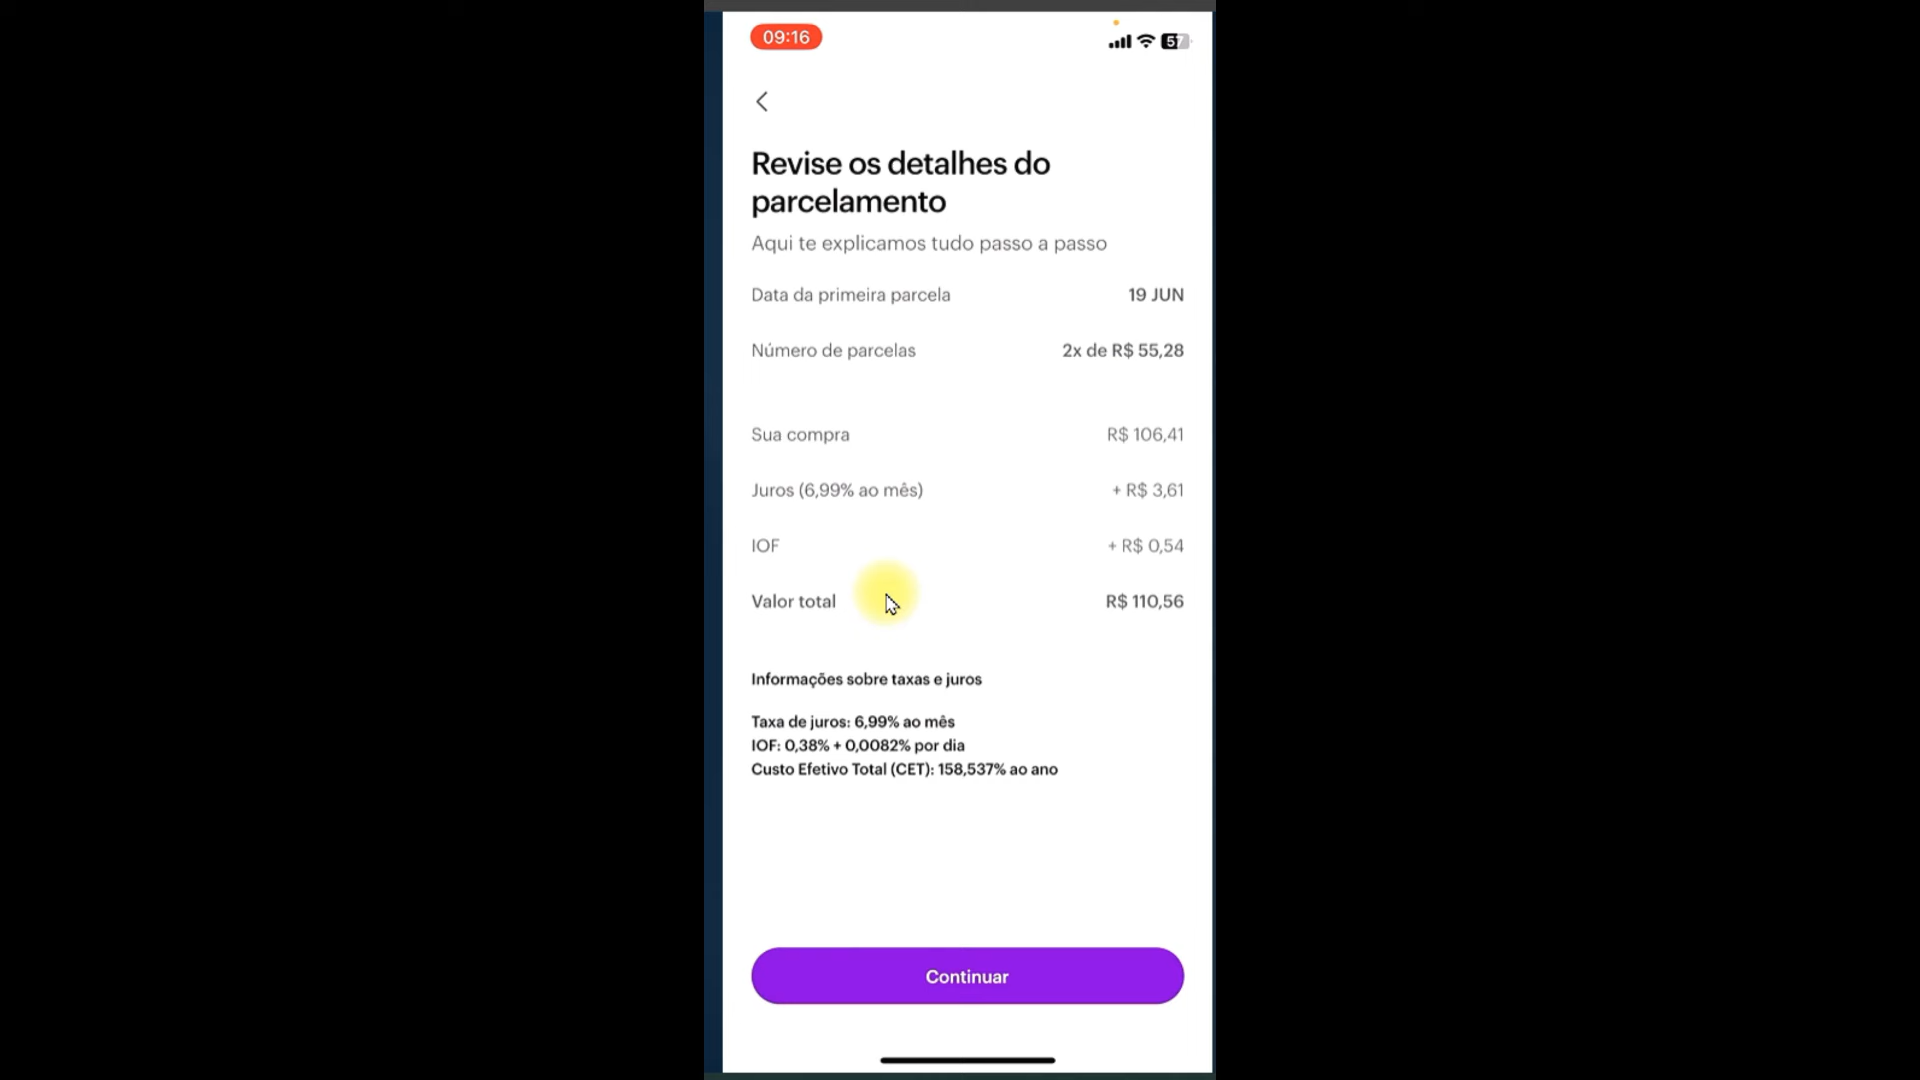 09:16
57
Revise os detalhes do
parcelamento
Aqui te explicamos tudo passo a passo
Data da primeira parcela 19 JUN
Número de parcelas 2x de R$ 55,28
Sua compra R$ 106,41
Juros (6,99% ao mês) + R$ 3,61
IOF + R$ 0,54
Valor total R$ 110,56
Informações sobre taxas e juros
Taxa de juros: 6,99% ao mês
IOF: 0,38% + 0,0082% por dia
Custo Efetivo Total (CET): 158,537% ao ano
Continuar